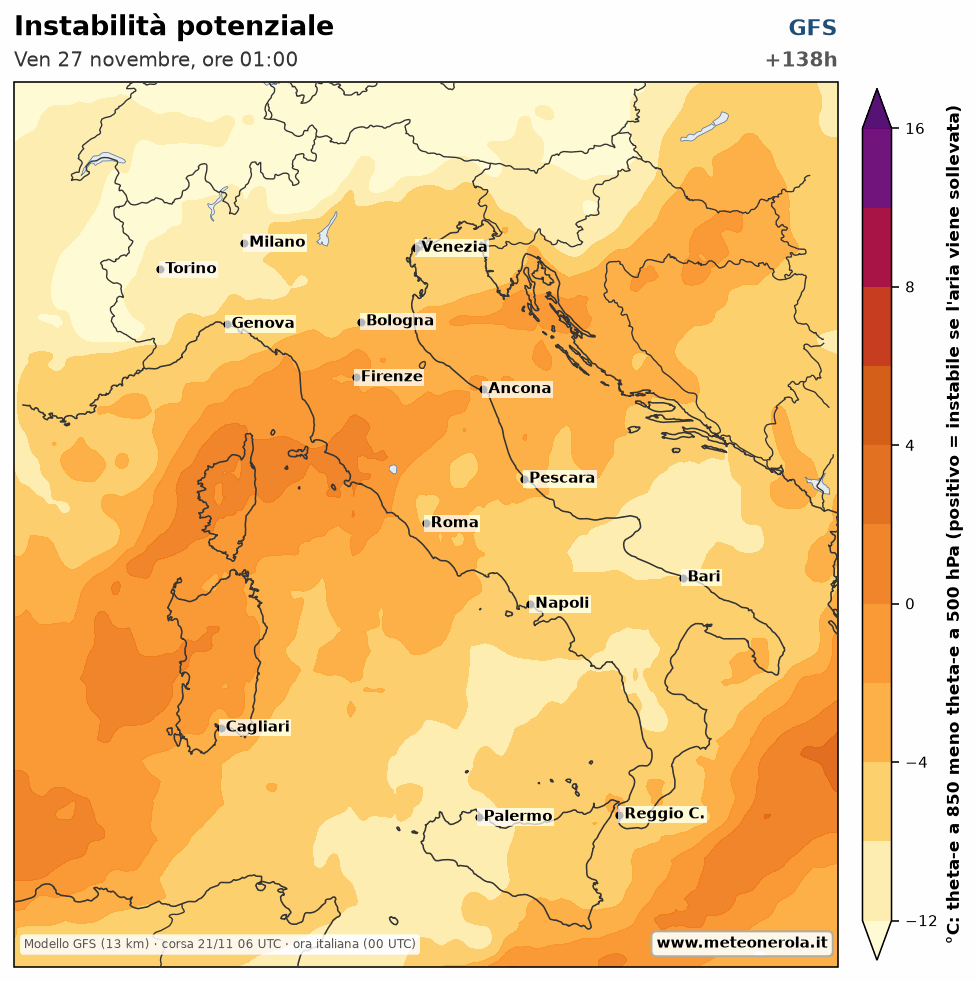 Instabilità potenziale
GFS
Ven 27 novembre, ore 01:00
+138h
Milano
Venezia
Torino
Genova
Bologna
Firenze
Ancona
Pescara
Roma
Bari
Napoli
Cagliari
Palermo
Reggio C.
Modello GFS (13 km) · corsa 21/11 06 UTC · ora italiana (00 UTC)
www.meteonerola.it
16
8
4
0
−4
−12
°C: theta-e a 850 meno theta-e a 500 hPa (positivo = instabile se l'aria viene sollevata)